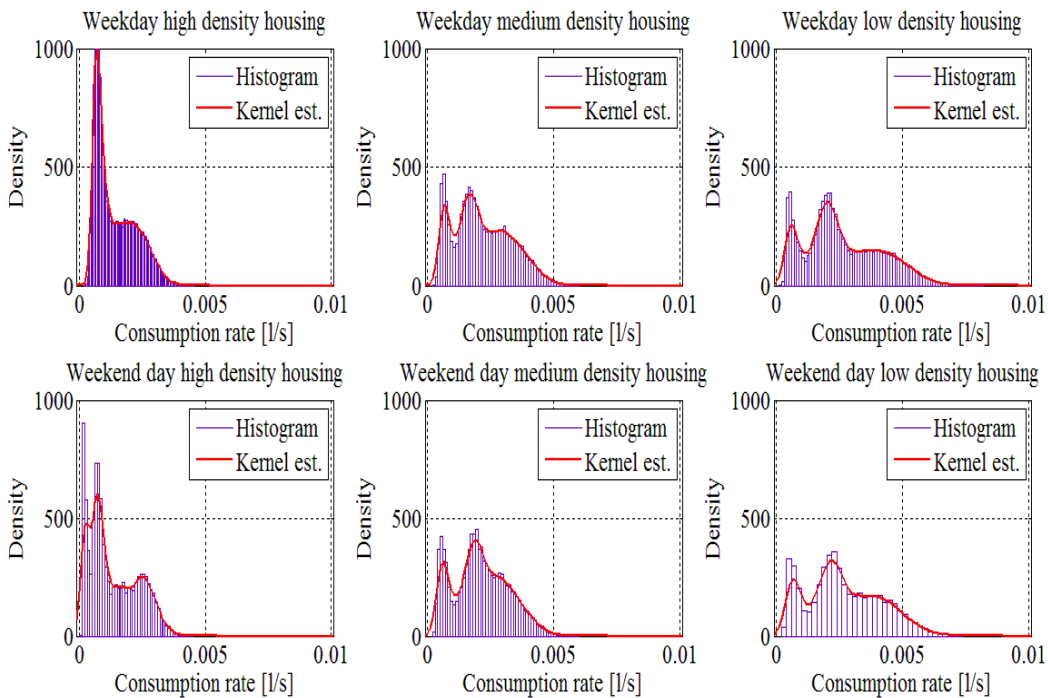 Weekday high density housing
1000
500
0
Density
Histogram
Kernel est.
0 0.005 0.01
Consumption rate [l/s]
Weekday medium density housing
1000
500
0
Density
Histogram
Kernel est.
0 0.005 0.01
Consumption rate [l/s]
Weekday low density housing
1000
500
0
Density
Histogram
Kernel est.
0 0.005 0.01
Consumption rate [l/s]
Weekend day high density housing
1000
500
0
Density
Histogram
Kernel est.
0 0.005 0.01
Consumption rate [l/s]
Weekend day medium density housing
1000
500
0
Density
Histogram
Kernel est.
0 0.005 0.01
Consumption rate [l/s]
Weekend day low density housing
1000
500
0
Density
Histogram
Kernel est.
0 0.005 0.01
Consumption rate [l/s]